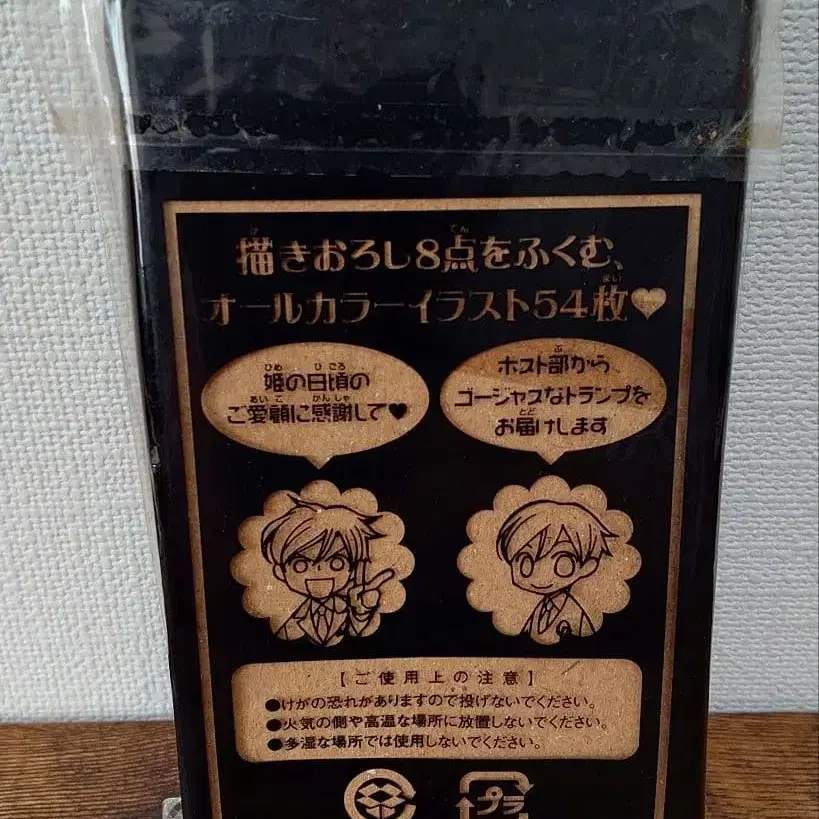 描きおろし8点をふくむ、
オールカラーイラスト54枚♥
姫の日頃の
ご愛顧に感謝して♥
ホスト部から
ゴージャスなトランプを
お届けします
【ご使用上の注意】
●けがの恐れがありますので投げないでください。
●火気の側や高温な場所に放置しないでください。
●多湿な場所では使用しないでください。
プラ